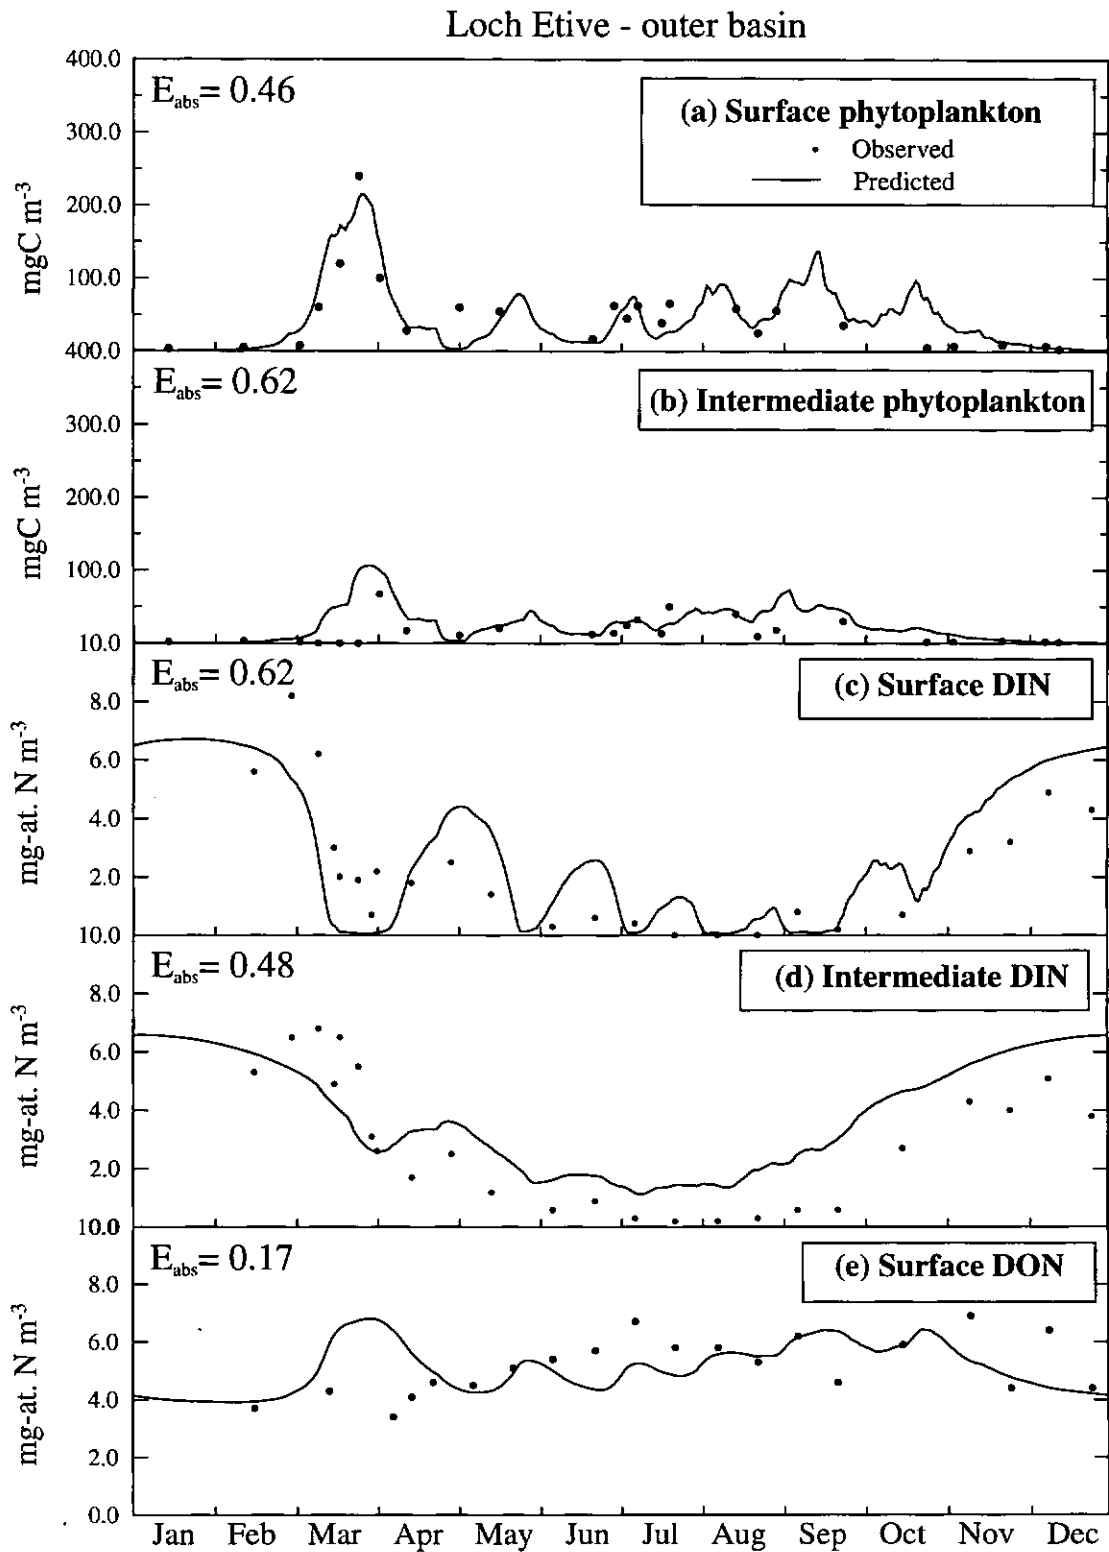 Loch Etive - outer basin
400.0
E_abs= 0.46
(a) Surface phytoplankton
Observed
Predicted
300.0
200.0
100.0
mgC m^-3
400.0
E_abs= 0.62
(b) Intermediate phytoplankton
300.0
200.0
100.0
mgC m^-3
10.0
E_abs= 0.62
(c) Surface DIN
8.0
6.0
4.0
2.0
mg-at. N m^-3
10.0
E_abs= 0.48
(d) Intermediate DIN
8.0
6.0
4.0
2.0
mg-at. N m^-3
10.0
E_abs= 0.17
(e) Surface DON
8.0
6.0
4.0
2.0
0.0
mg-at. N m^-3
Jan Feb Mar Apr May Jun Jul Aug Sep Oct Nov Dec